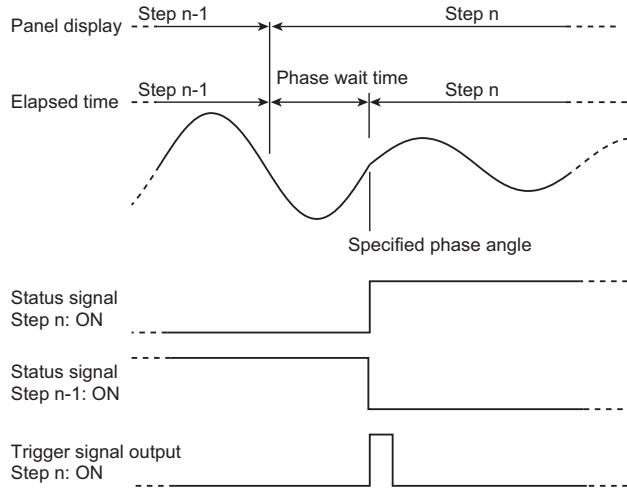 Panel display
Step n-1
Step n
Phase wait time
Elapsed time
Step n-1
Step n
Specified phase angle
Status signal
Step n: ON
Status signal
Step n-1: ON
Trigger signal output
Step n: ON